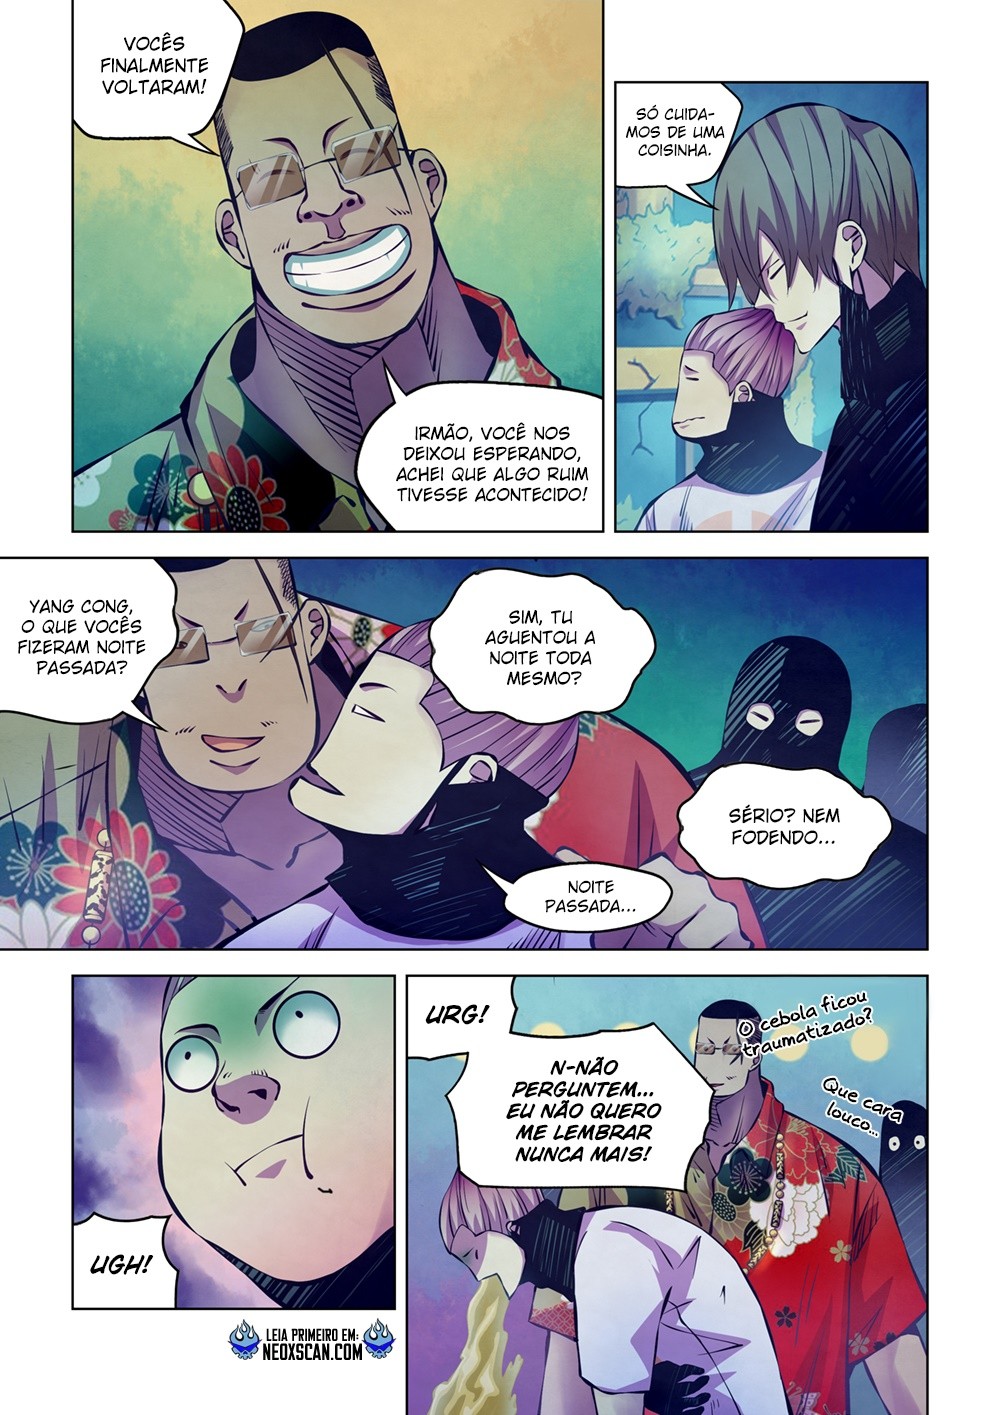 VOCÊS
FINALMENTE
VOLTARAM!
IRMÃO, VOCÊ NOS
DEIXOU ESPERANDO,
ACHEI QUE ALGO RUIM
TIVESSE ACONTECIDO!
SÓ CUIDA-
MOS DE UMA
COISINHA.
YANG CONG,
O QUE VOCÊS
FIZERAM NOITE
PASSADA?
SIM, TU
AGUENTOU A
NOITE TODA
MESMO?
SÉRIO? NEM
FODENDO...
NOITE
PASSADA...
UGH!
URG!
N-NÃO
PERGUNTEM...
EU NÃO QUERO
ME LEMBRAR
NUNCA MAIS!
O cebola ficou
traumatizado?
Que cara
louco...
LEIA PRIMEIRO EM:
NEOXSCAN.COM